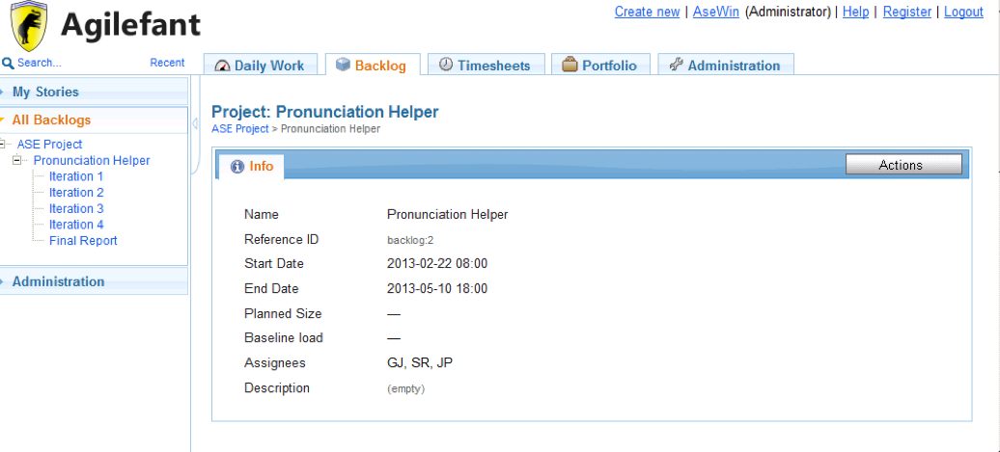 Agilefant
Create new | AseWin (Administrator) | Help | Register | Logout
Search... Recent
Daily Work Backlog Timesheets Portfolio Administration
My Stories
All Backlogs
ASE Project
Pronunciation Helper
Iteration 1
Iteration 2
Iteration 3
Iteration 4
Final Report
Administration
Project: Pronunciation Helper
ASE Project > Pronunciation Helper
Info Actions
Name Pronunciation Helper
Reference ID backlog:2
Start Date 2013-02-22 08:00
End Date 2013-05-10 18:00
Planned Size —
Baseline load —
Assignees GJ, SR, JP
Description (empty)